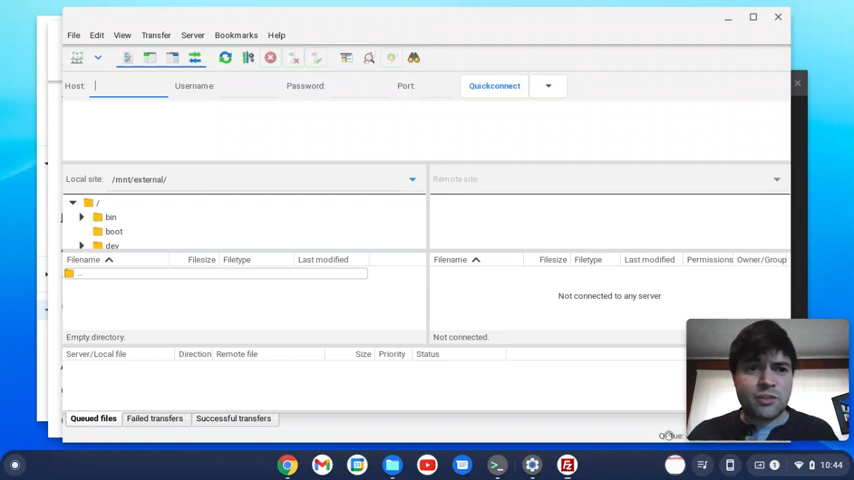 File Edit View Transfer Server Bookmarks Help
Host: Username: Password: Port: Quickconnect
Local site: /mnt/external/ Remote site:
/
bin
boot
dev
Filename Filesize Filetype Last modified Filename Filesize Filetype Last modified Permissions Owner/Group
..
Not connected to any server
Empty directory. Not connected.
Server/Local file Direction Remote file Size Priority Status
Queued files Failed transfers Successful transfers
1 10:44